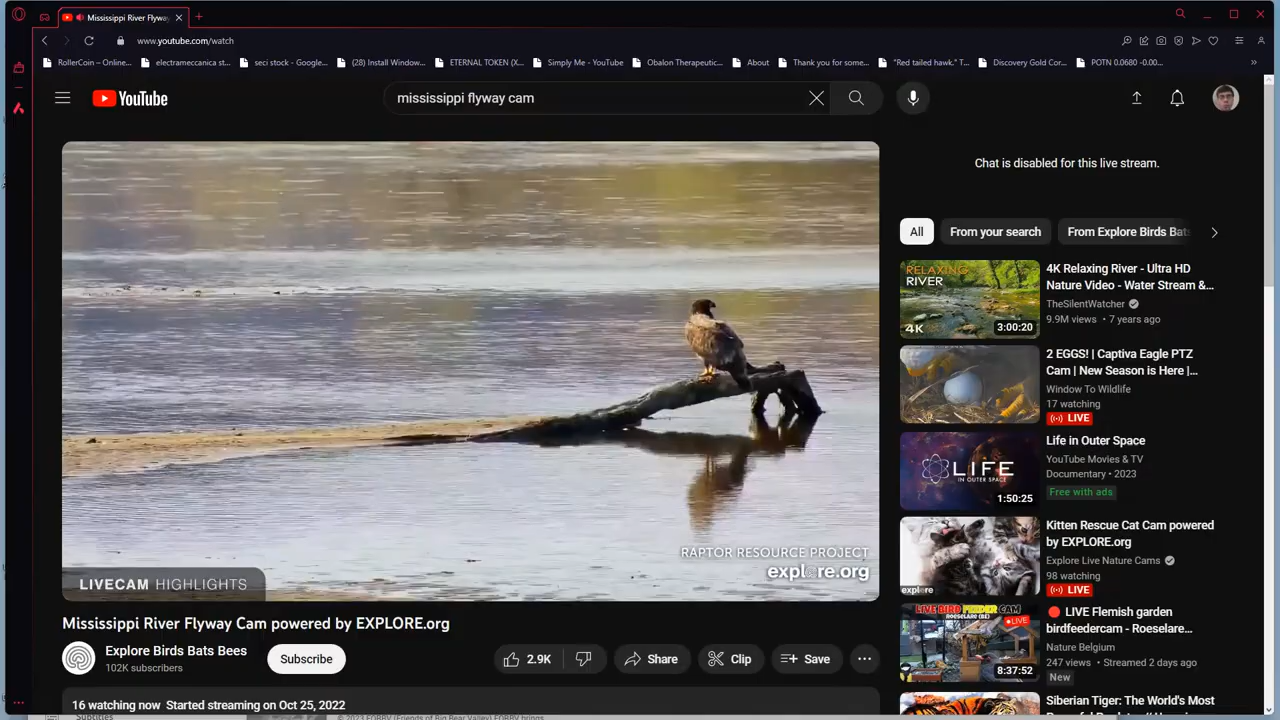 Mississippi River Flyway
www.youtube.com/watch
RollerCoin – Online...
electrameccanica st...
seci stock - Google...
(28) Install Window...
ETERNAL TOKEN (X...
Simply Me - YouTube
Obalon Therapeutic...
About
Thank you for some...
"Red tailed hawk." T...
Discovery Gold Cor...
POTN 0.0680 -0.00...
YouTube
mississippi flyway cam
Chat is disabled for this live stream.
All
From your search
From Explore Birds Bats
RELAXING
RIVER
4K
3:00:20
4K Relaxing River - Ultra HD
Nature Video - Water Stream &...
TheSilentWatcher
9.9M views • 7 years ago
2 EGGS! | Captiva Eagle PTZ
Cam | New Season is Here |...
Window To Wildlife
17 watching
LIVE
LIFE
IN OUTER SPACE
1:50:25
Life in Outer Space
YouTube Movies & TV
Documentary • 2023
Free with ads
explore
Kitten Rescue Cat Cam powered
by EXPLORE.org
Explore Live Nature Cams
98 watching
LIVE
LIVE BIRD FEEDER CAM
ROESELARE (BE)
LIVE
8:37:52
LIVE Flemish garden
birdfeedercam - Roeselare...
Nature Belgium
247 views • Streamed 2 days ago
New
Siberian Tiger: The World's Most
RAPTOR RESOURCE PROJECT
explore.org
LIVECAM HIGHLIGHTS
Mississippi River Flyway Cam powered by EXPLORE.org
Explore Birds Bats Bees
102K subscribers
Subscribe
2.9K
Share
Clip
Save
16 watching now Started streaming on Oct 25, 2022